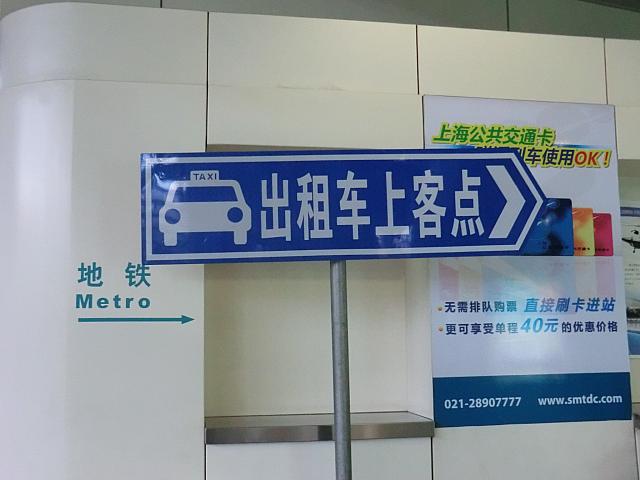 上海公共交通卡
车使用OK！
TAXI
出租车上客点
地铁
Metro
·无需排队购票 直接刷卡进站
·更可享受单程40元的优惠价格
021-28907777 www.smtdc.com